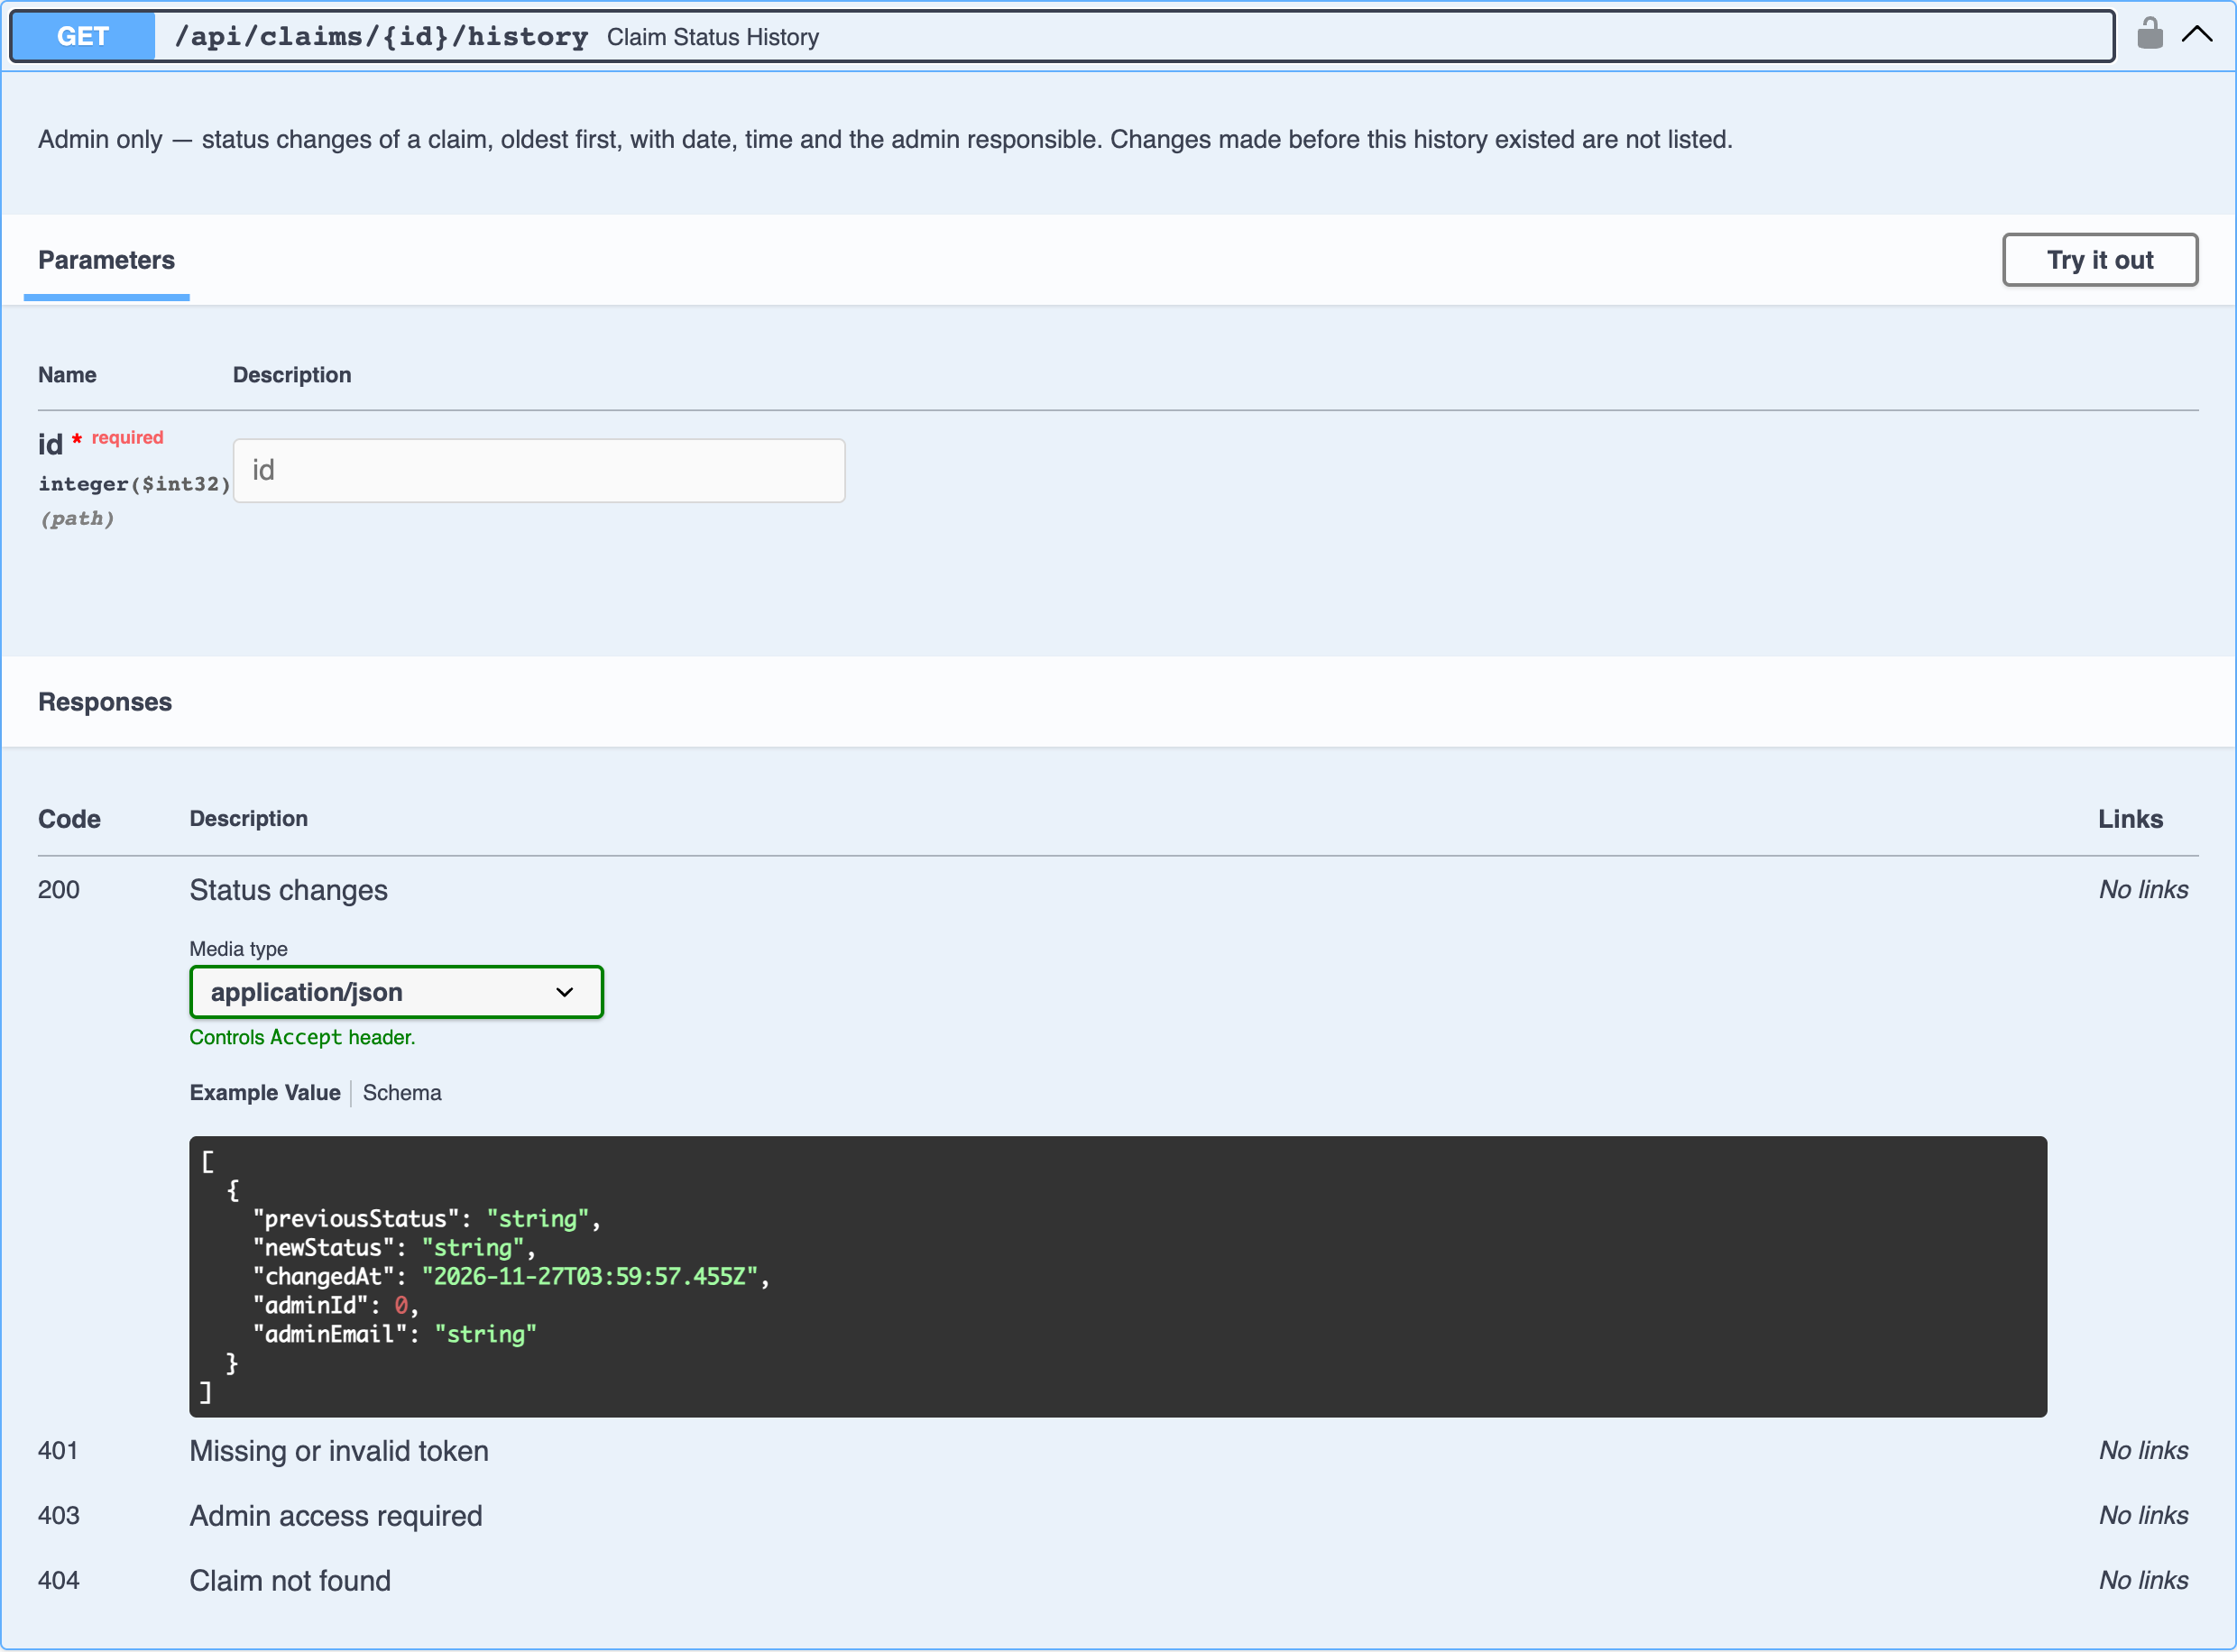 GET /api/claims/{id}/history Claim Status History
Admin only — status changes of a claim, oldest first, with date, time and the admin responsible. Changes made before this history existed are not listed.
Parameters
Try it out
Name Description
id * required
integer($int32)
(path)
id
Responses
Code Description Links
200 Status changes No links
Media type
application/json
Controls Accept header.
Example Value Schema
[
  {
    "previousStatus": "string",
    "newStatus": "string",
    "changedAt": "2026-11-27T03:59:57.455Z",
    "adminId": 0,
    "adminEmail": "string"
  }
]
401 Missing or invalid token No links
403 Admin access required No links
404 Claim not found No links